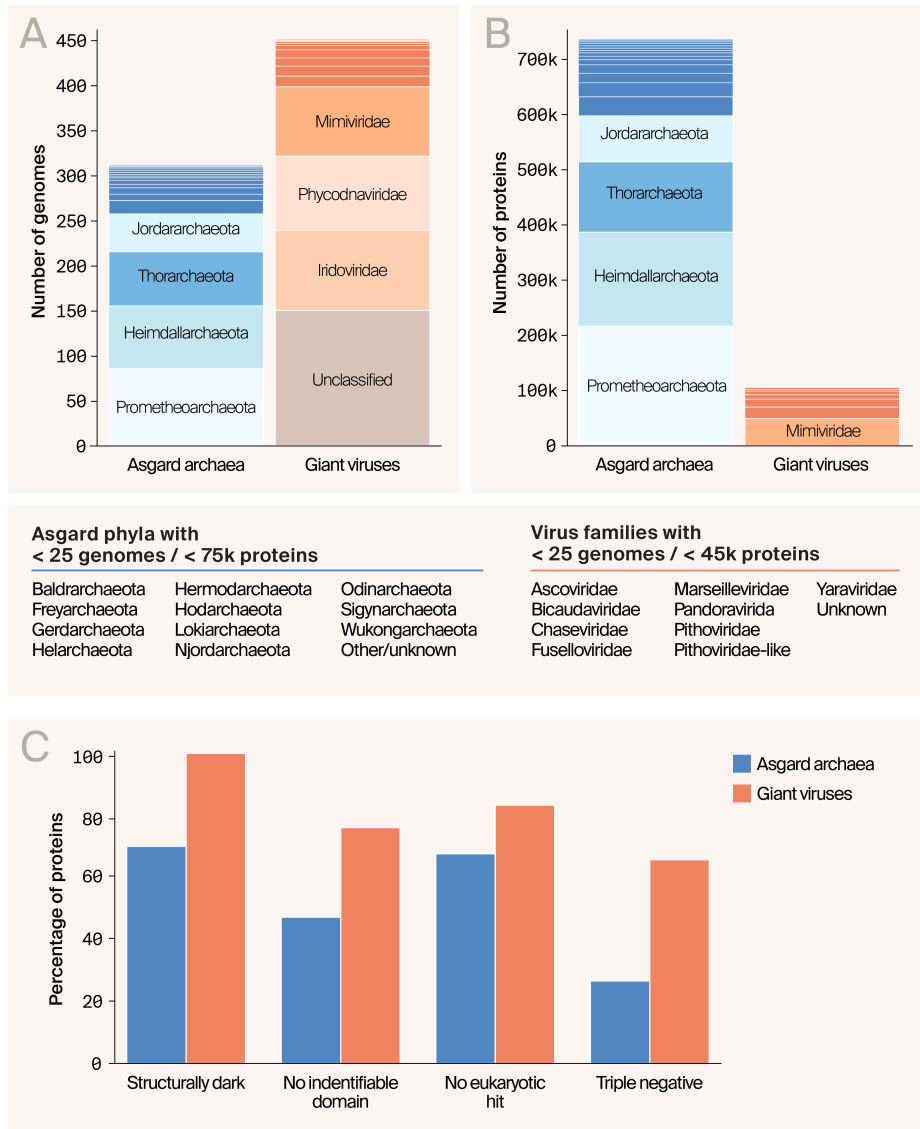 A
Number of genomes
450
400
350
300
250
200
150
100
50
0
Jordararchaeota
Thorarchaeota
Heimdallarchaeota
Prometheoarchaeota
Mimiviridae
Phycodnaviridae
Iridoviridae
Unclassified
Asgard archaea
Giant viruses
B
Number of proteins
700k
600k
500k
400k
300k
200k
100k
0
Jordararchaeota
Thorarchaeota
Heimdallarchaeota
Prometheoarchaeota
Mimiviridae
Asgard archaea
Giant viruses
Asgard phyla with
< 25 genomes / < 75k proteins
Baldrarchaeota
Freyarchaeota
Gerdarchaeota
Helarchaeota
Hermodarchaeota
Hodarchaeota
Lokiarchaeota
Njordarchaeota
Odinarchaeota
Sigynarchaeota
Wukongarchaeota
Other/unknown
Virus families with
< 25 genomes / < 45k proteins
Ascoviridae
Bicaudaviridae
Chaseviridae
Fuselloviridae
Marseilleviridae
Pandoravirida
Pithoviridae
Pithoviridae-like
Yaraviridae
Unknown
C
Percentage of proteins
100
80
60
40
20
0
Structurally dark
No indentifiable
domain
No eukaryotic
hit
Triple negative
Asgard archaea
Giant viruses